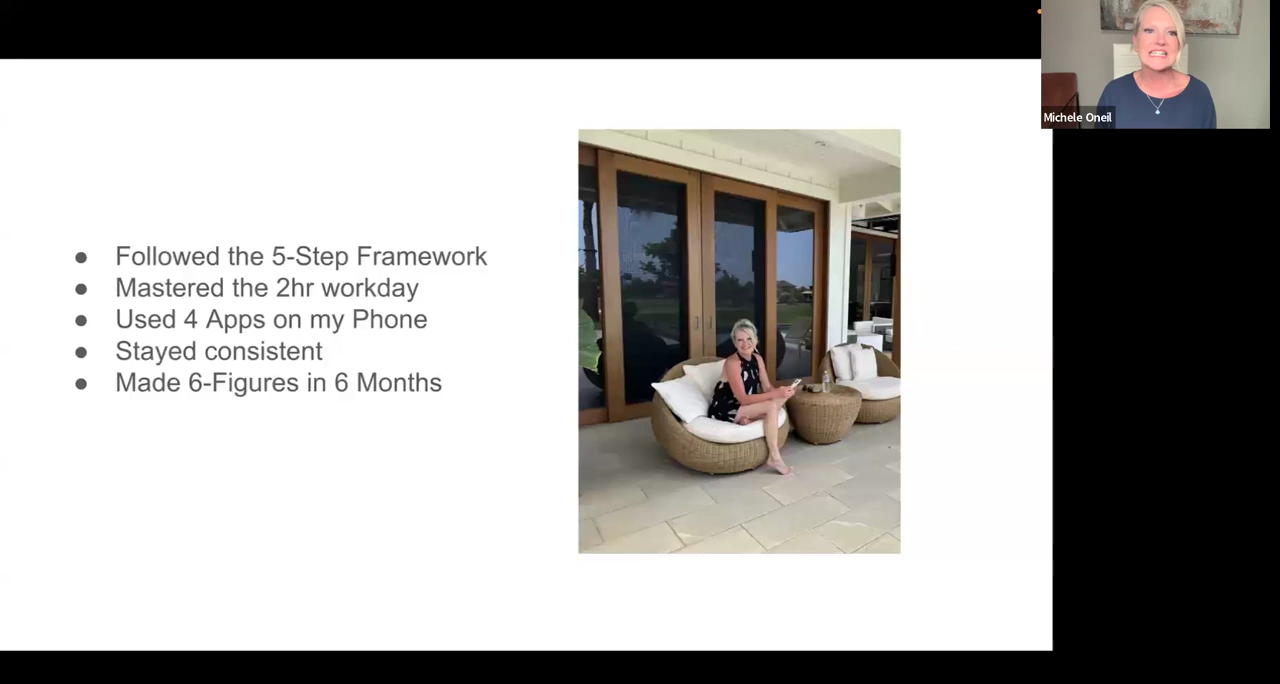 Michele Oneil
● Followed the 5-Step Framework
● Mastered the 2hr workday
● Used 4 Apps on my Phone
● Stayed consistent
● Made 6-Figures in 6 Months